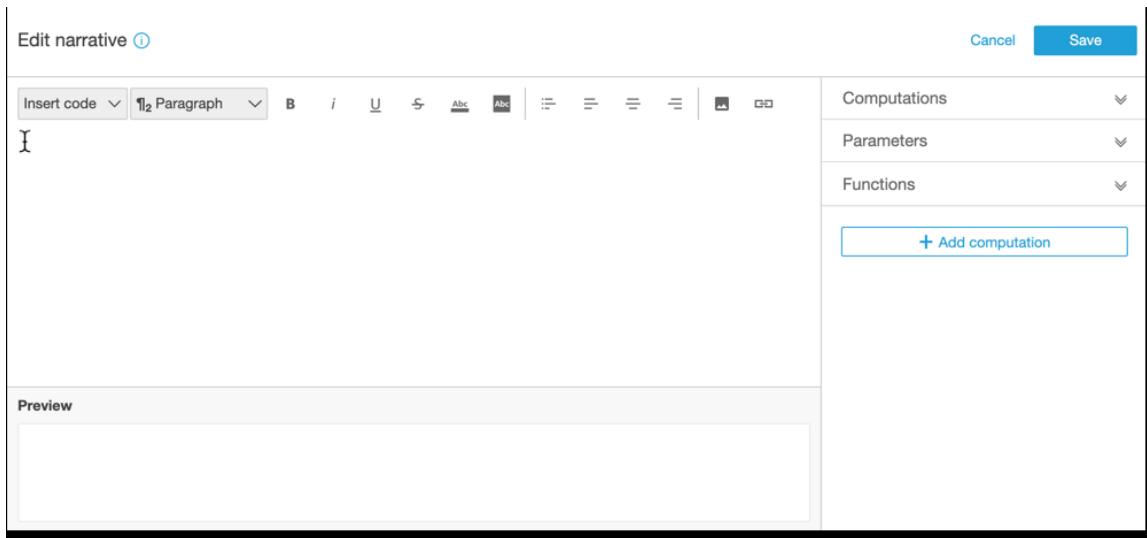 Edit narrative
Cancel
Save
Insert code
¶2 Paragraph
B i U S Abc Abc
Computations
Parameters
Functions
+ Add computation
Preview